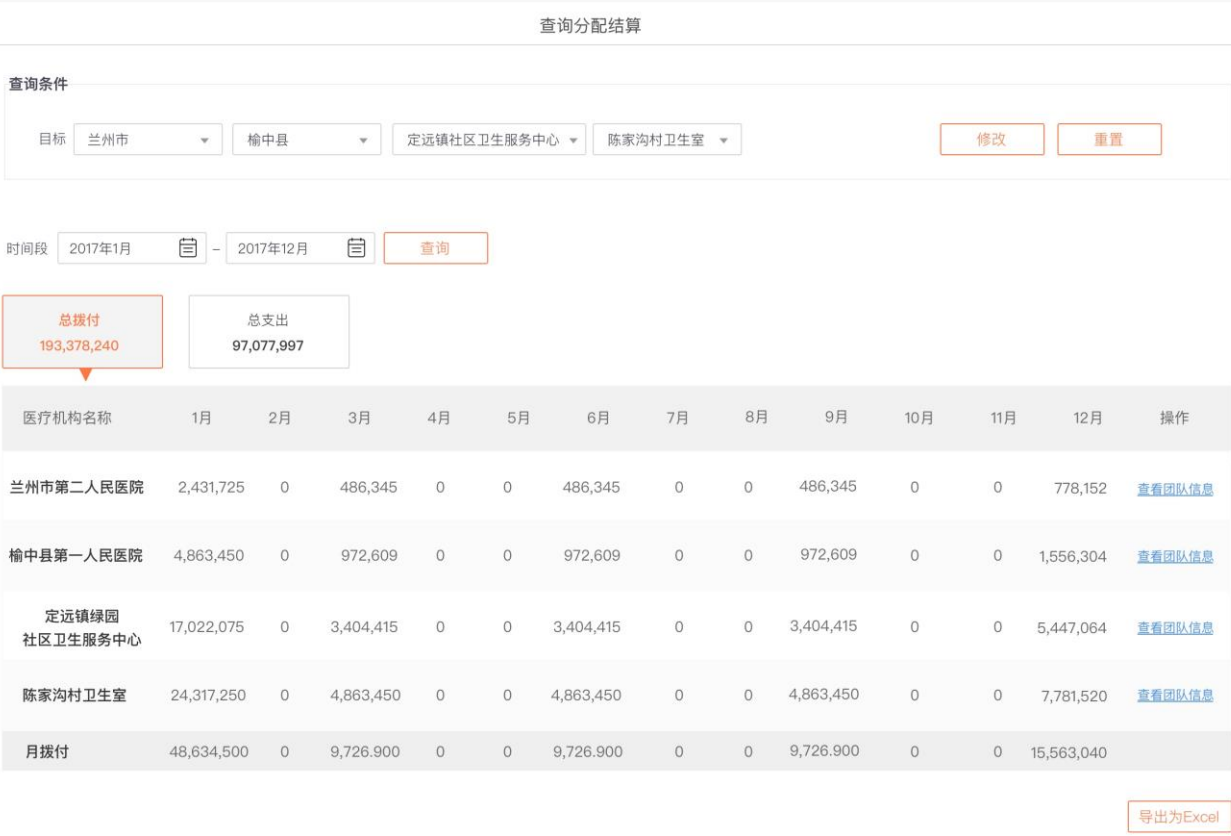 查询分配结算
查询条件
目标 兰州市 榆中县 定远镇社区卫生服务中心 陈家沟村卫生室 修改 重置
时间段 2017年1月 – 2017年12月 查询
总拨付 总支出
193,378,240 97,077,997
医疗机构名称 1月 2月 3月 4月 5月 6月 7月 8月 9月 10月 11月 12月 操作
兰州市第二人民医院 2,431,725 0 486,345 0 0 486,345 0 0 486,345 0 0 778,152 查看团队信息
榆中县第一人民医院 4,863,450 0 972,609 0 0 972,609 0 0 972,609 0 0 1,556,304 查看团队信息
定远镇绿园
社区卫生服务中心 17,022,075 0 3,404,415 0 0 3,404,415 0 0 3,404,415 0 0 5,447,064 查看团队信息
陈家沟村卫生室 24,317,250 0 4,863,450 0 0 4,863,450 0 0 4,863,450 0 0 7,781,520 查看团队信息
月拨付 48,634,500 0 9,726.900 0 0 9,726.900 0 0 9,726.900 0 0 15,563,040
导出为Excel